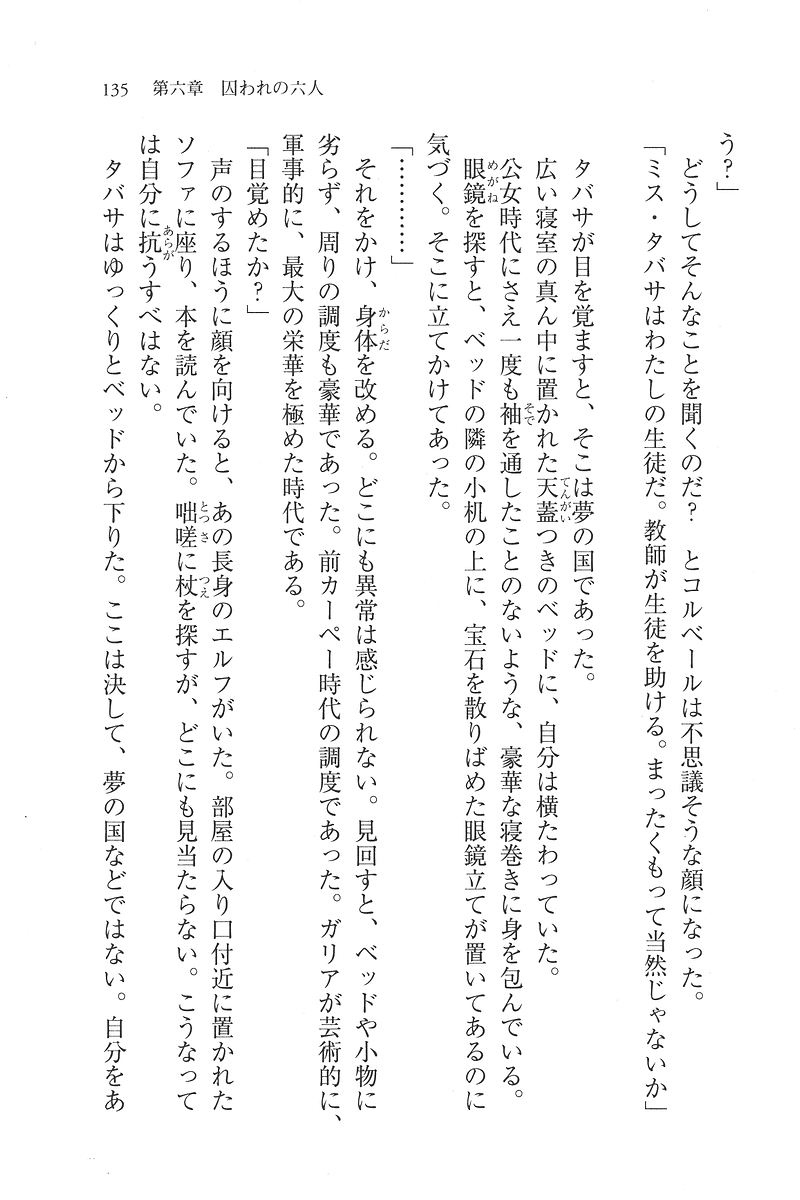 135　第六章　囚われの六人
う？」
　どうしてそんなことを聞くのだ？　とコルベールは不思議そうな顔になった。
「ミス・タバサはわたしの生徒だ。教師が生徒を助ける。まったくもって当然じゃないか」
　タバサが目を覚ますと、そこは夢の国であった。
　広い寝室の真ん中に置かれた天蓋つきのベッドに、自分は横たわっていた。
　公女時代にさえ一度も袖を通したことのないような、豪華な寝巻きに身を包んでいる。
　眼鏡を探すと、ベッドの隣の小机の上に、宝石を散りばめた眼鏡立てが置いてあるのに
気づく。そこに立てかけてあった。
「…………」
　それをかけ、身体を改める。どこにも異常は感じられない。見回すと、ベッドや小物に
劣らず、周りの調度も豪華であった。前カーペー時代の調度であった。ガリアが芸術的に、
軍事的に、最大の栄華を極めた時代である。
「目覚めたか？」
　声のするほうに顔を向けると、あの長身のエルフがいた。部屋の入り口付近に置かれた
ソファに座り、本を読んでいた。咄嗟に杖を探すが、どこにも見当たらない。こうなって
は自分に抗うすべはない。
　タバサはゆっくりとベッドから下りた。ここは決して、夢の国などではない。自分をあ